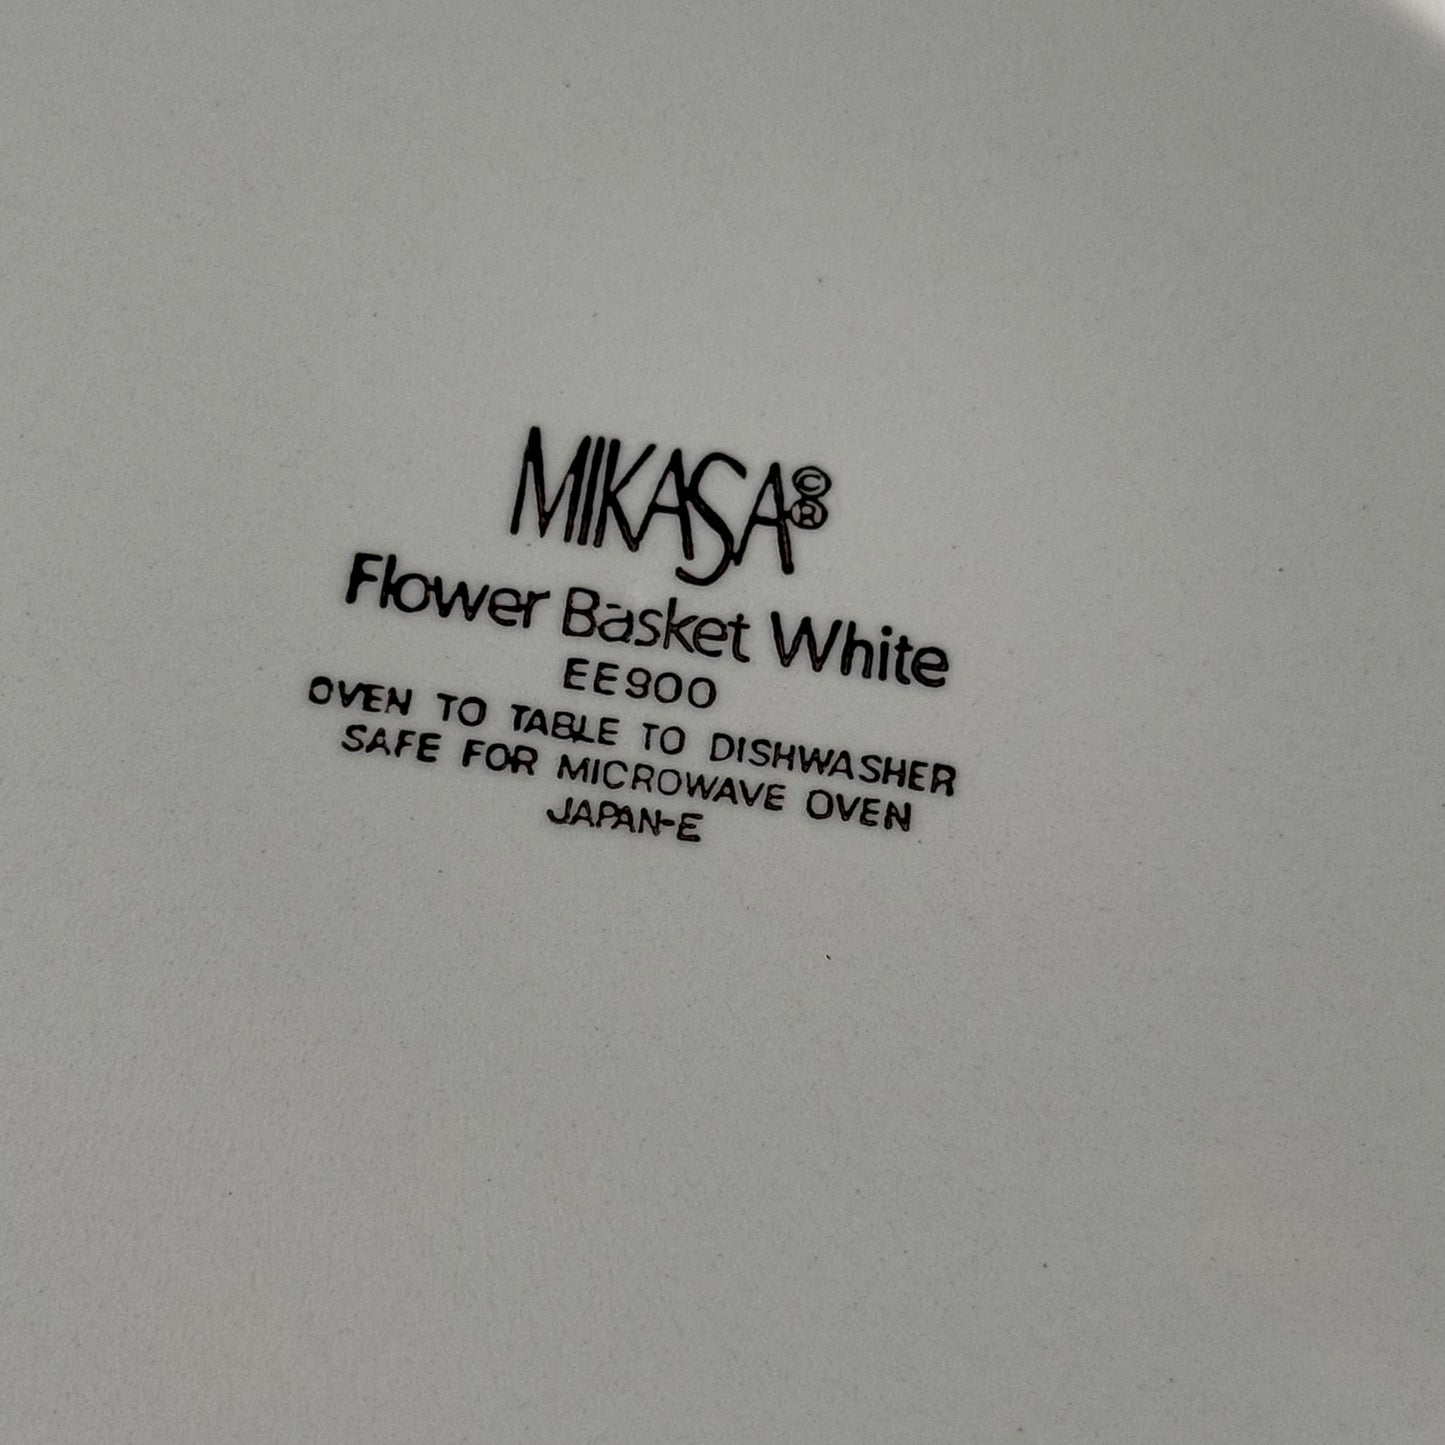 MIKASA©®
Flower Basket White
EE900
OVEN TO TABLE TO DISHWASHER
SAFE FOR MICROWAVE OVEN
JAPAN-E